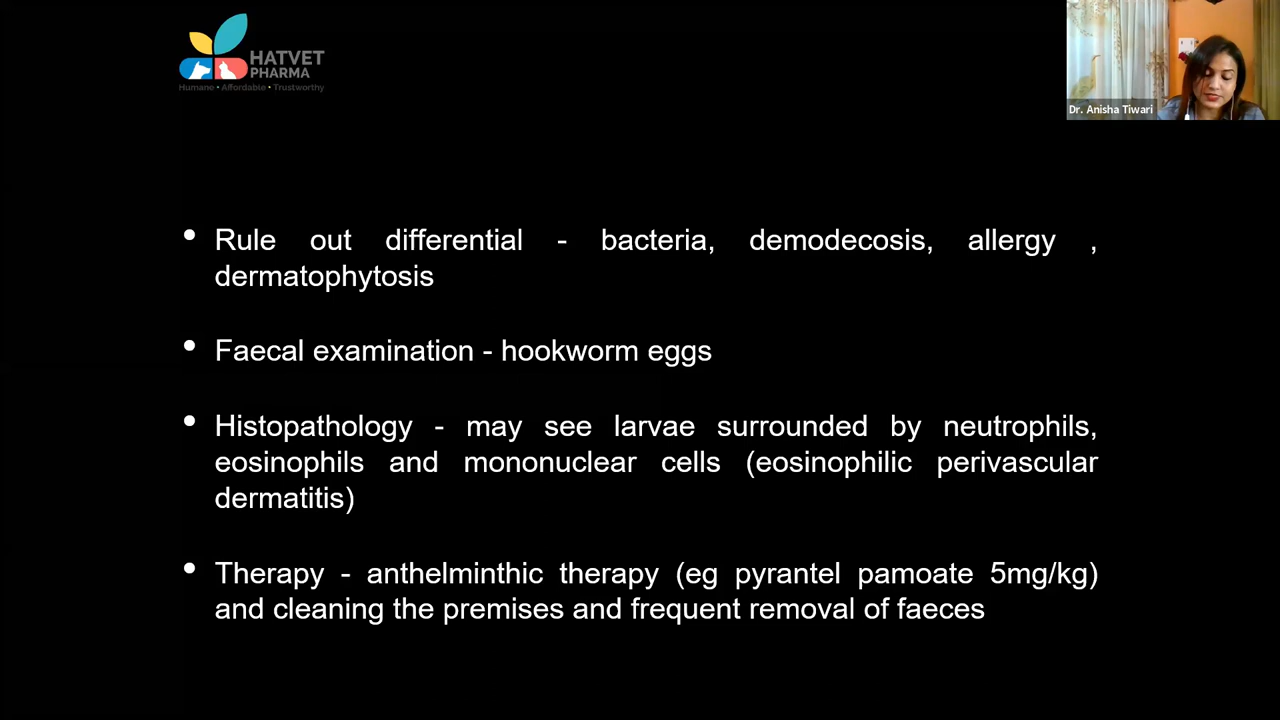 HATVET
PHARMA
Humane • Affordable • Trustworthy
Dr. Anisha Tiwari
• Rule out differential - bacteria, demodecosis, allergy ,
dermatophytosis
• Faecal examination - hookworm eggs
• Histopathology - may see larvae surrounded by neutrophils,
eosinophils and mononuclear cells (eosinophilic perivascular
dermatitis)
• Therapy - anthelminthic therapy (eg pyrantel pamoate 5mg/kg)
and cleaning the premises and frequent removal of faeces